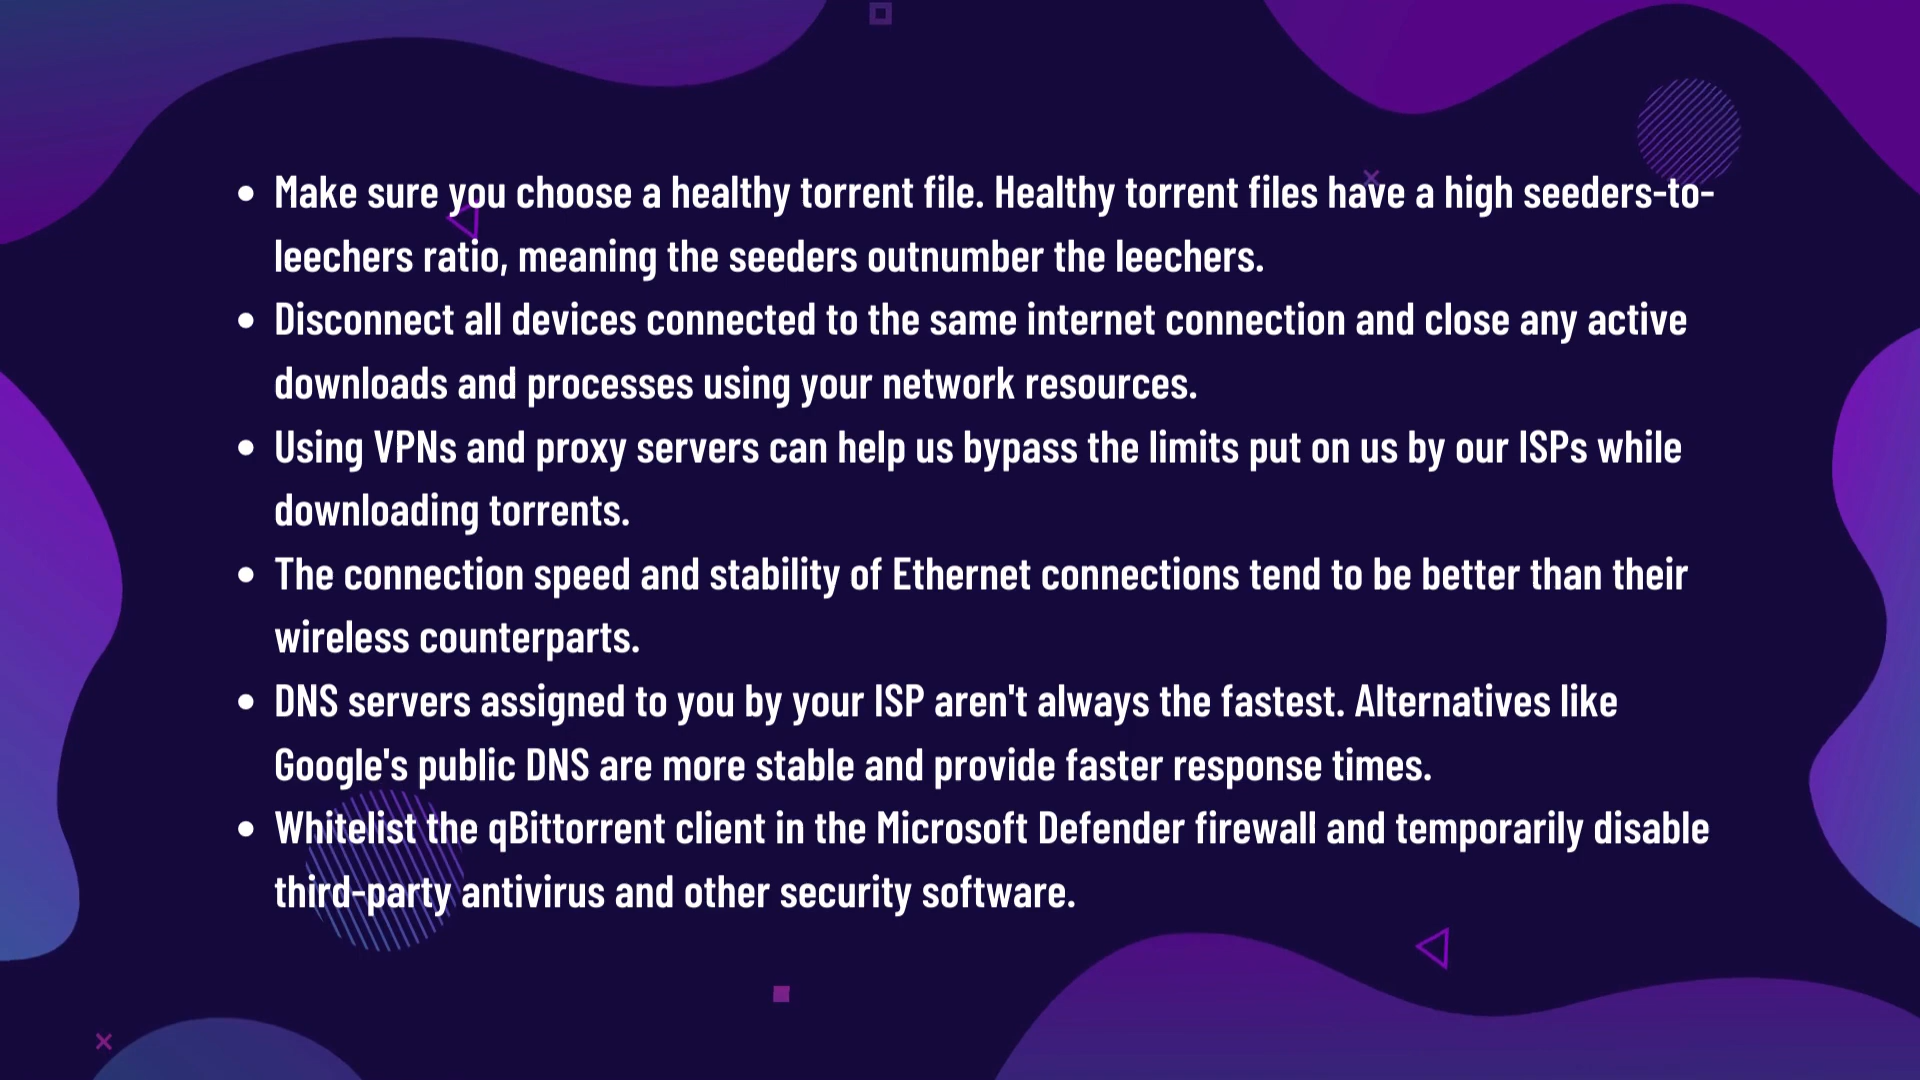 • Make sure you choose a healthy torrent file. Healthy torrent files have a high seeders-to-
leechers ratio, meaning the seeders outnumber the leechers.
• Disconnect all devices connected to the same internet connection and close any active
downloads and processes using your network resources.
• Using VPNs and proxy servers can help us bypass the limits put on us by our ISPs while
downloading torrents.
• The connection speed and stability of Ethernet connections tend to be better than their
wireless counterparts.
• DNS servers assigned to you by your ISP aren't always the fastest. Alternatives like
Google's public DNS are more stable and provide faster response times.
• Whitelist the qBittorrent client in the Microsoft Defender firewall and temporarily disable
third-party antivirus and other security software.